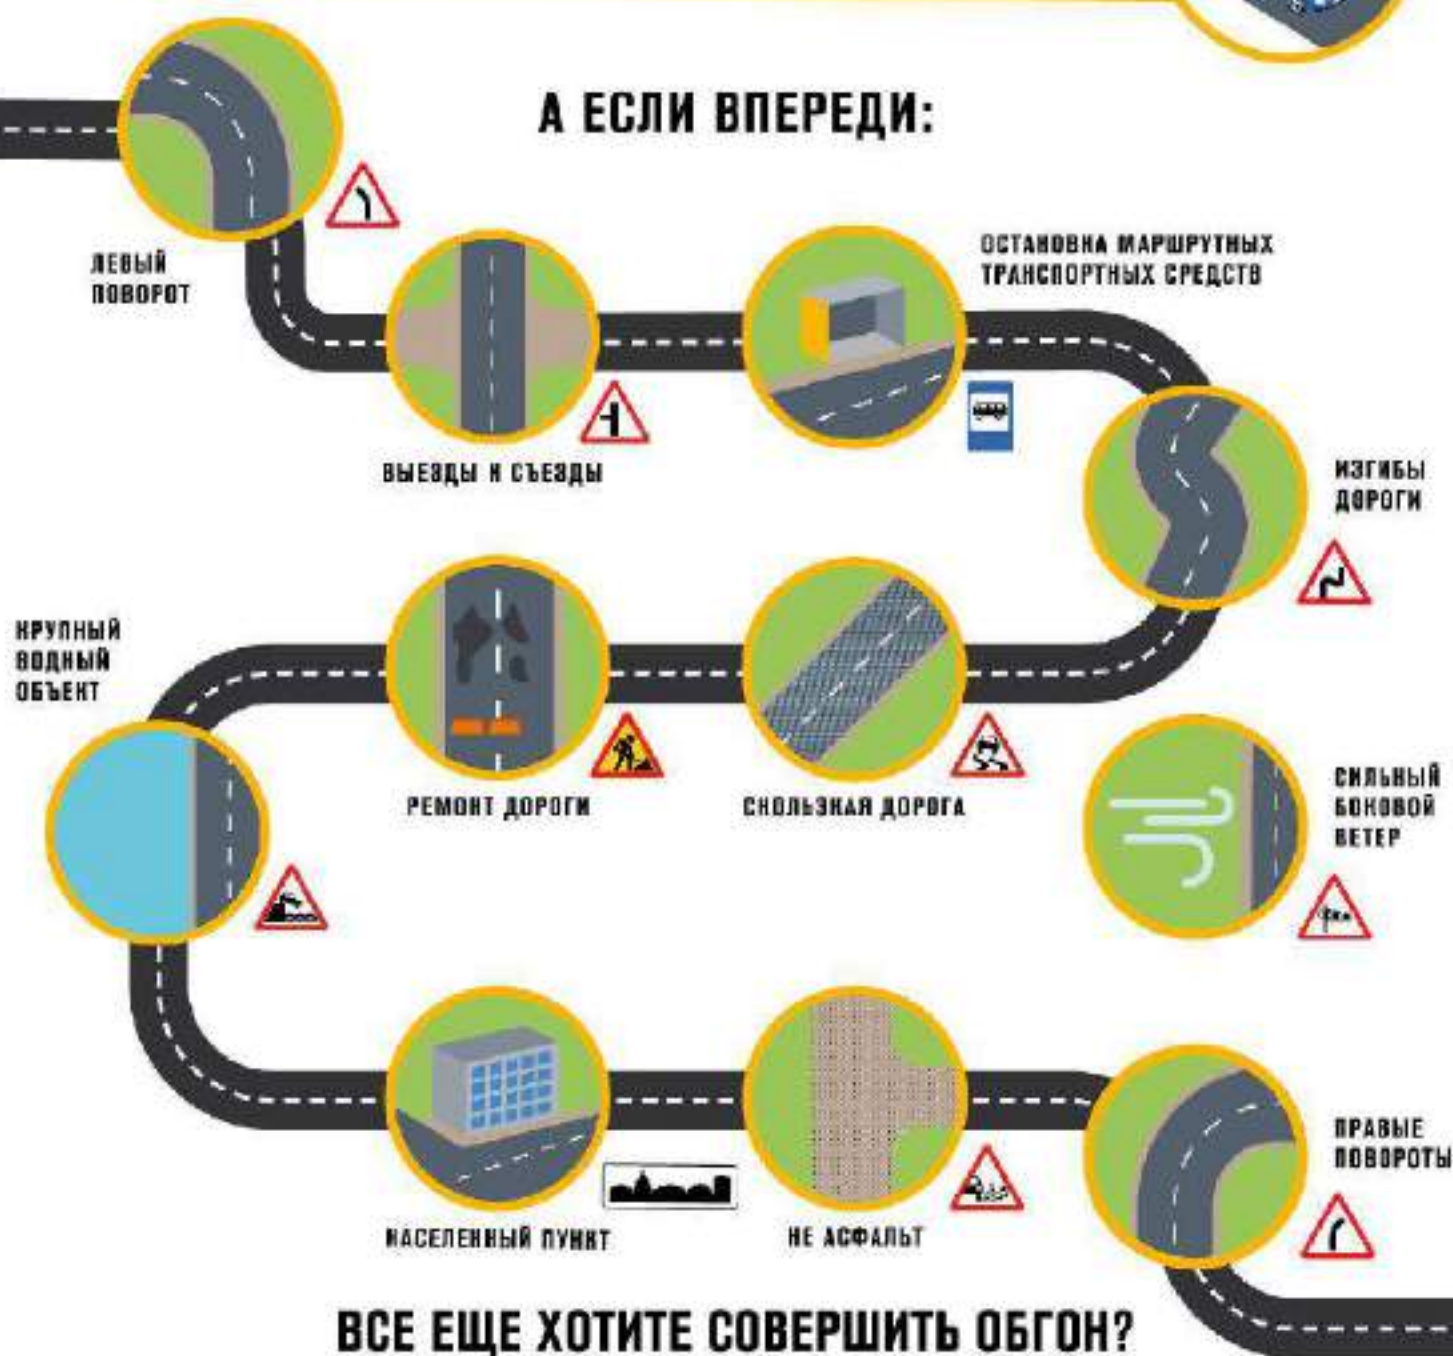 А ЕСЛИ ВПЕРЕДИ:
ЛЕВЫЙ
ПОВОРОТ
ВЫЕЗДЫ И СЪЕЗДЫ
ОСТАНОВКА МАРШРУТНЫХ
ТРАНСПОРТНЫХ СРЕДСТВ
ИЗГИБЫ
ДОРОГИ
КРУПНЫЙ
ВОДНЫЙ
ОБЪЕКТ
РЕМОНТ ДОРОГИ
СКОЛЬЗКАЯ ДОРОГА
СИЛЬНЫЙ
БОКОВОЙ
ВЕТЕР
НАСЕЛЕННЫЙ ПУНКТ
НЕ АСФАЛЬТ
ПРАВЫЕ
ПОВОРОТЫ
ВСЕ ЕЩЕ ХОТИТЕ СОВЕРШИТЬ ОБГОН?